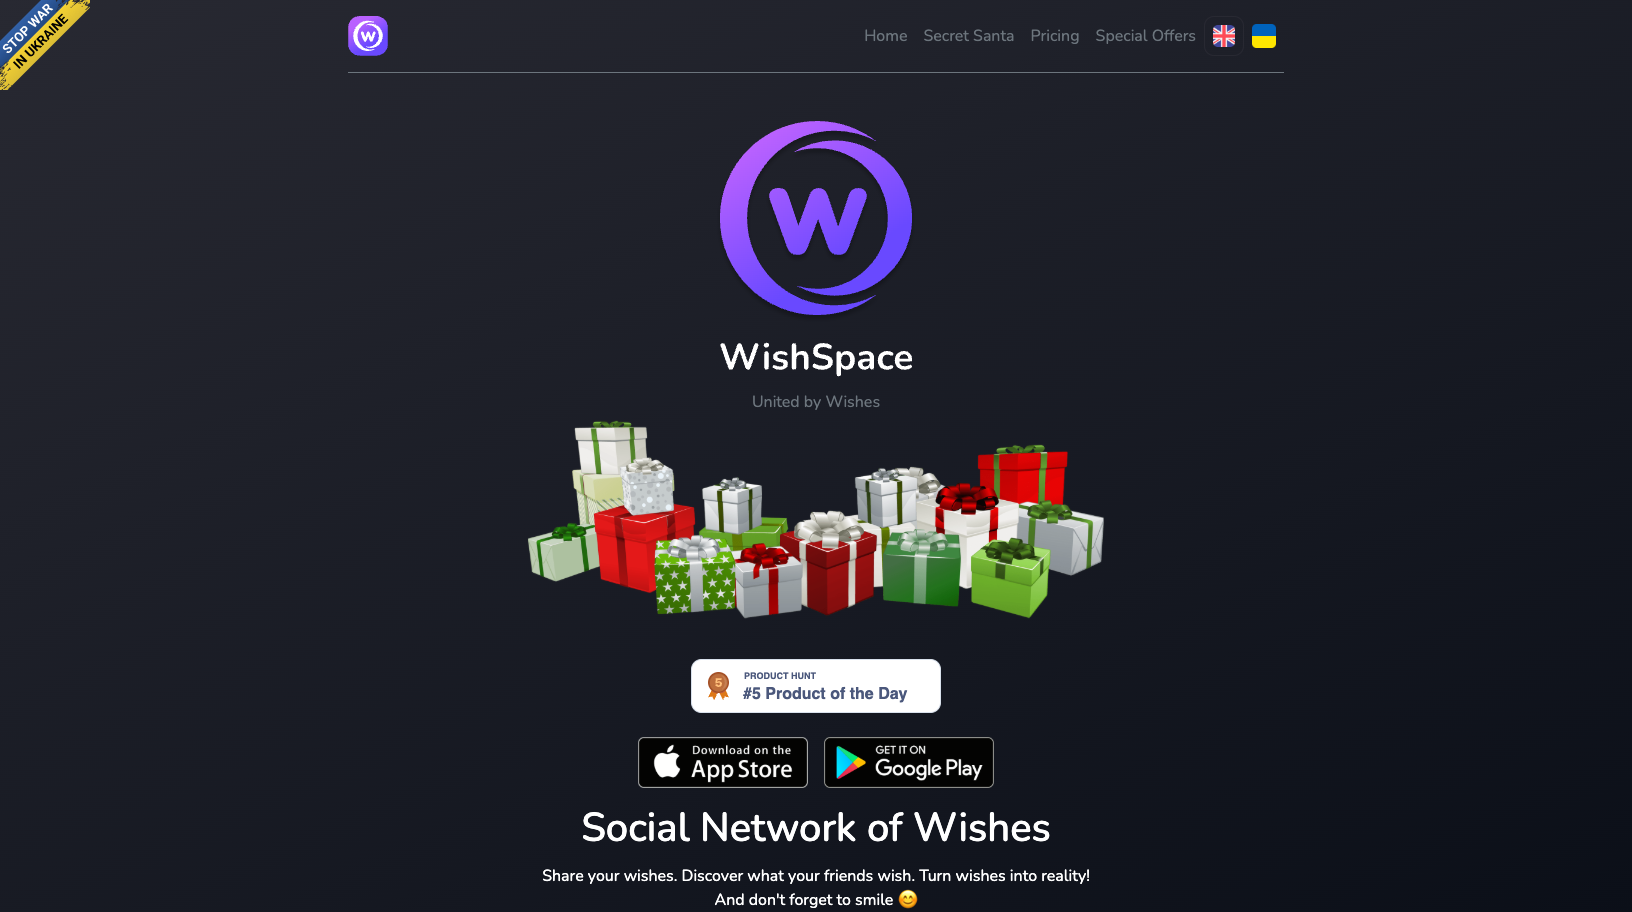 STOP WAR
IN UKRAINE
W
Home
Secret Santa
Pricing
Special Offers
W
WishSpace
United by Wishes
5
PRODUCT HUNT
#5 Product of the Day
Download on the
App Store
GET IT ON
Google Play
Social Network of Wishes
Share your wishes. Discover what your friends wish. Turn wishes into reality!
And don't forget to smile 😊